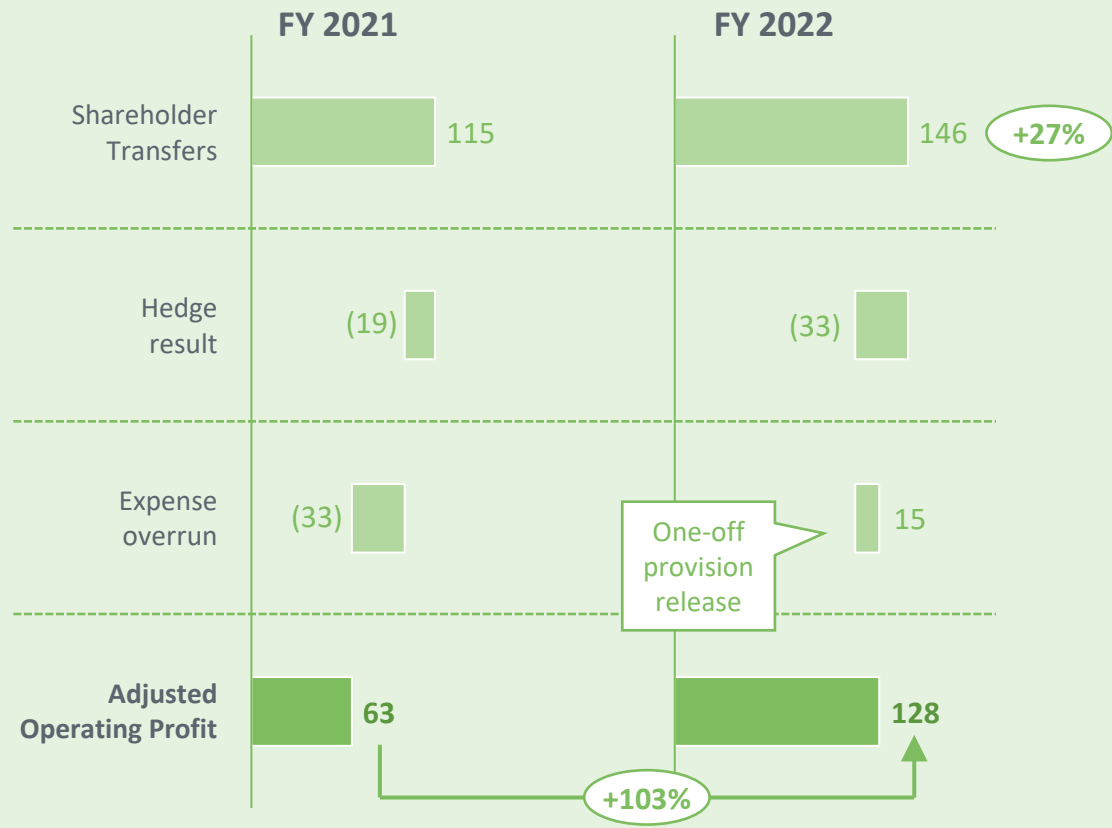 FY 2021
FY 2022
Shareholder
Transfers
115
146
+27%
Hedge
result
(19)
(33)
Expense
overrun
(33)
One-off
provision
release
15
Adjusted
Operating Profit
63
128
+103%